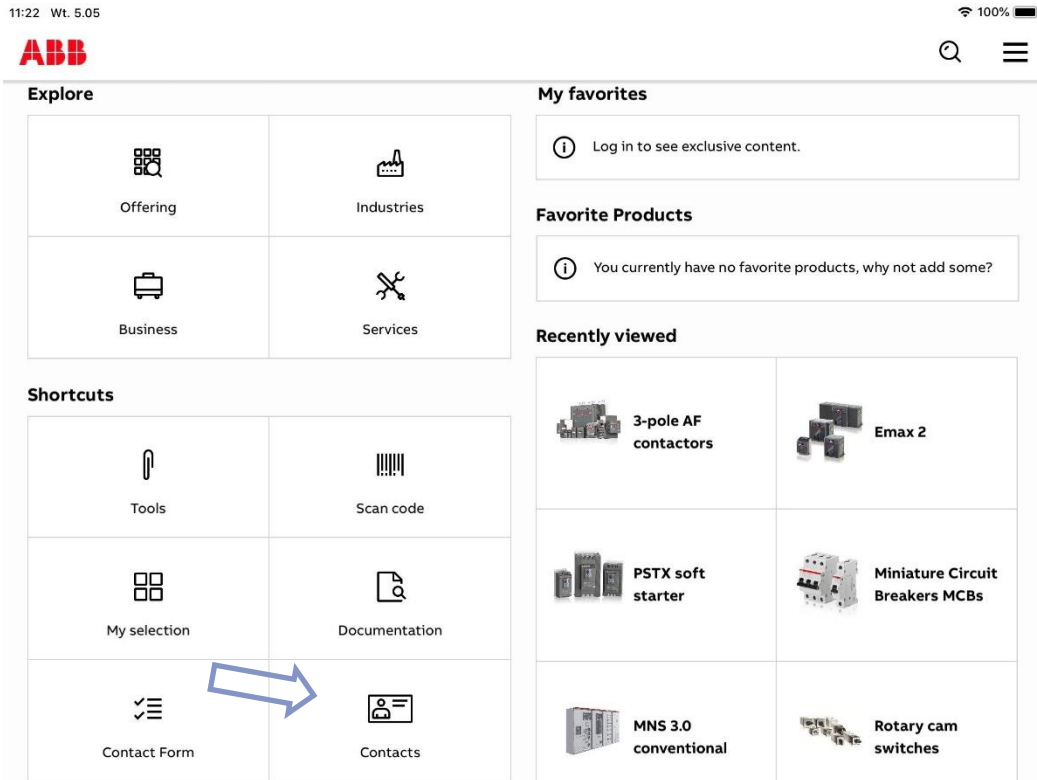 11:22 Wt. 5.05
100%
ABB
Explore
Offering
Industries
Business
Services
Shortcuts
Tools
Scan code
My selection
Documentation
Contact Form
Contacts
My favorites
Log in to see exclusive content.
Favorite Products
You currently have no favorite products, why not add some?
Recently viewed
3-pole AF
contactors
Emax 2
PSTX soft
starter
Miniature Circuit
Breakers MCBs
MNS 3.0
conventional
Rotary cam
switches